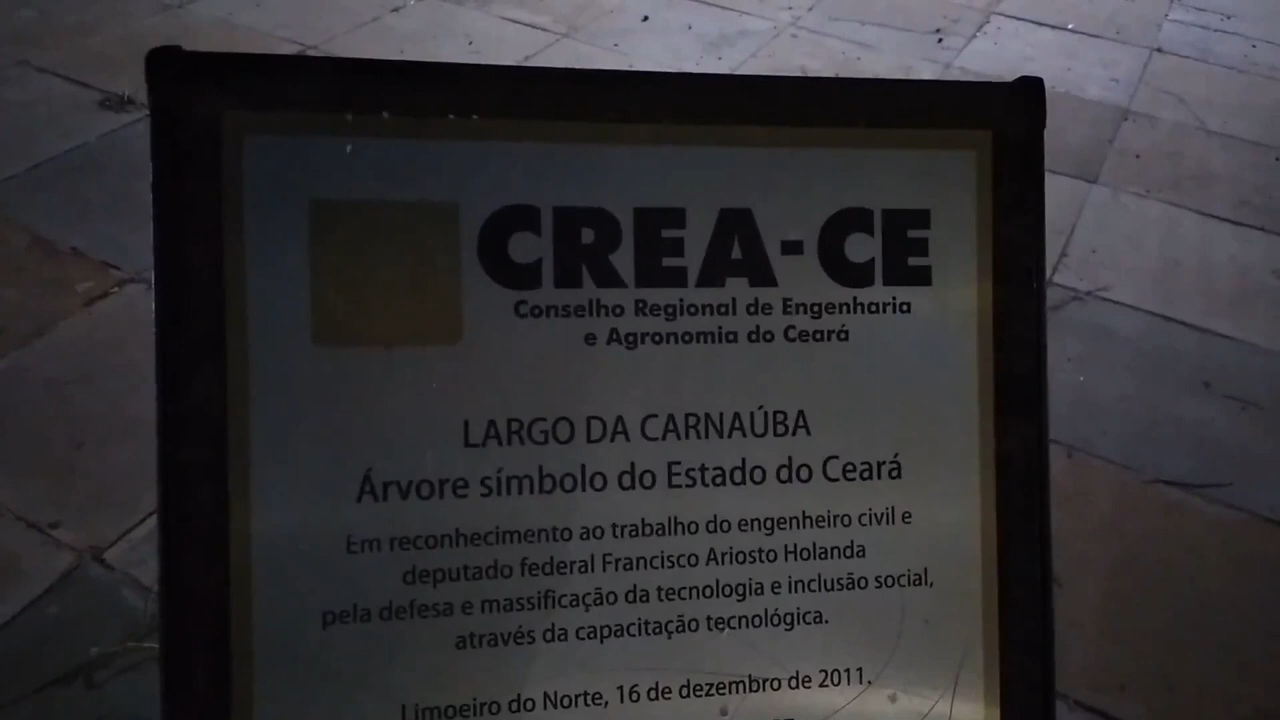 CREA-CE
Conselho Regional de Engenharia
e Agronomia do Ceará
LARGO DA CARNAÚBA
Árvore símbolo do Estado do Ceará
Em reconhecimento ao trabalho do engenheiro civil e
deputado federal Francisco Ariosto Holanda
pela defesa e massificação da tecnologia e inclusão social,
através da capacitação tecnológica.
Limoeiro do Norte, 16 de dezembro de 2011.